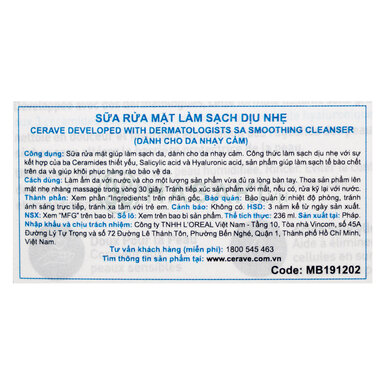 SỮA RỬA MẶT LÀM SẠCH DỊU NHẸ
CERAVE DEVELOPED WITH DERMATOLOGISTS SA SMOOTHING CLEANSER
(DÀNH CHO DA NHẠY CẢM)
Công dụng: Sữa rửa mặt giúp làm sạch da, dành cho da nhạy cảm. Công thức làm sạch dịu nhẹ với sự
kết hợp của ba Ceramides thiết yếu, Salicylic acid và Hyaluronic acid, sản phẩm giúp làm sạch tế bào chết
trên da và giúp khôi phục hàng rào bảo vệ da.
Cách dùng: Làm ẩm da với nước và cho một lượng sản phẩm vừa đủ ra lòng bàn tay. Thoa sản phẩm lên
mặt nhẹ nhàng massage trong vòng 30 giây. Tránh tiếp xúc sản phẩm với mắt, nếu có, rửa kỹ lại với nước.
Thành phần: Xem phần "Ingredients" trên nhãn gốc. Bảo quản: Bảo quản ở nhiệt độ phòng, tránh
ánh sáng trực tiếp, tránh xa tầm với trẻ em. Cảnh báo: Không có. HSD: 3 năm kể từ ngày sản xuất.
NSX: Xem "MFG" trên bao bì. Số lô: Trên bao bì sản phẩm. Thể tích thực: 236 ml. Sản xuất tại: Pháp.
Nhập khẩu và chịu trách nhiệm: Công ty TNHH L'OREAL Việt Nam - Tầng 10, Tòa nhà Vincom, số 45A
Đường Lý Tự Trọng và số 72 Đường Lê Thánh Tôn, Phường Bến Nghé, Quận 1, Thành phố Hồ Chí Minh,
Việt Nam.
Tư vấn khách hàng (miễn phí): 1800 545 463
Tìm thông tin sản phẩm tại: www.cerave.com.vn
Code: MB191202